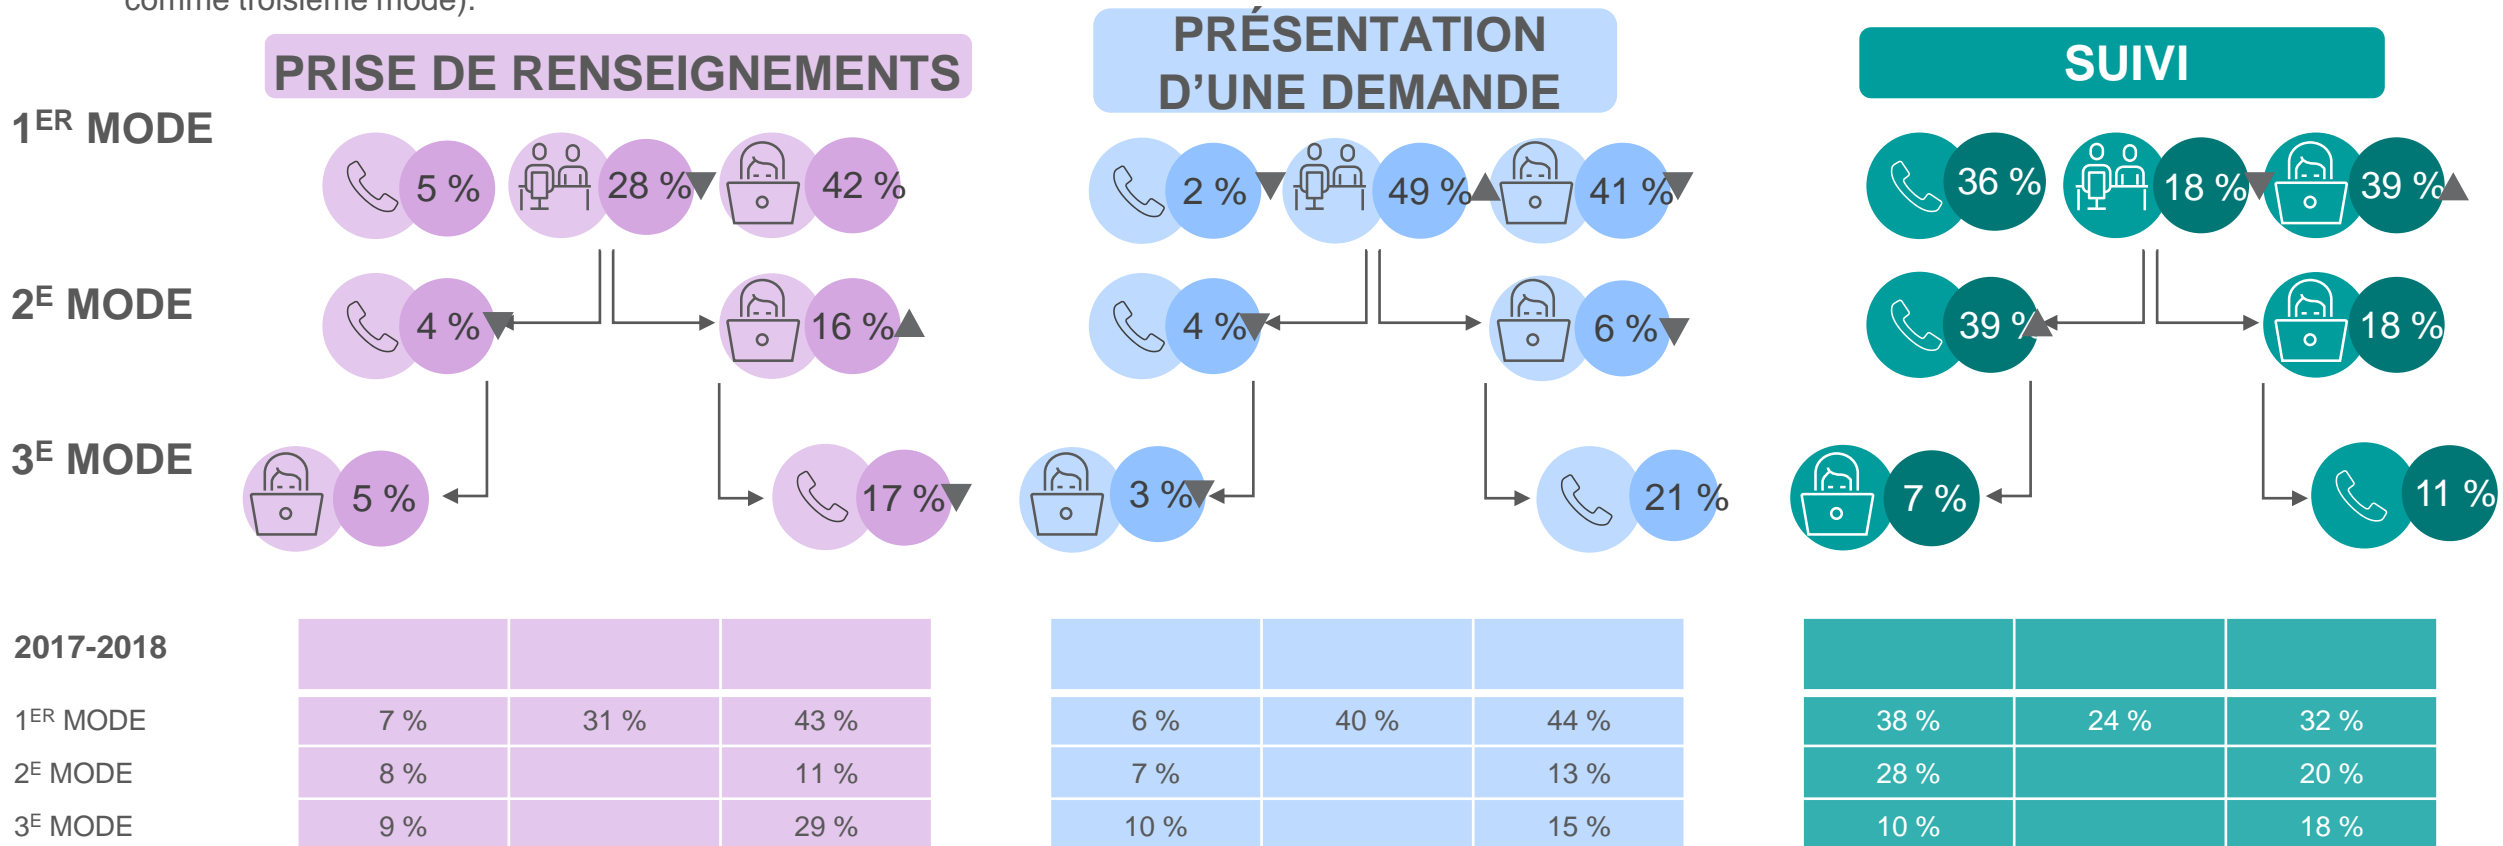 comme troisième mode).
PRISE DE RENSEIGNEMENTS
PRÉSENTATION
D’UNE DEMANDE
SUIVI
1ER MODE
5 % 28 % 42 % 2 % 49 % 41 % 36 % 18 % 39 %
2E MODE
4 % 16 % 4 % 6 % 39 % 18 %
3E MODE
5 % 17 % 3 % 21 % 7 % 11 %
2017-2018
1ER MODE 7 % 31 % 43 % 6 % 40 % 44 % 38 % 24 % 32 %
2E MODE 8 % 11 % 7 % 13 % 28 % 20 %
3E MODE 9 % 29 % 10 % 15 % 10 % 18 %